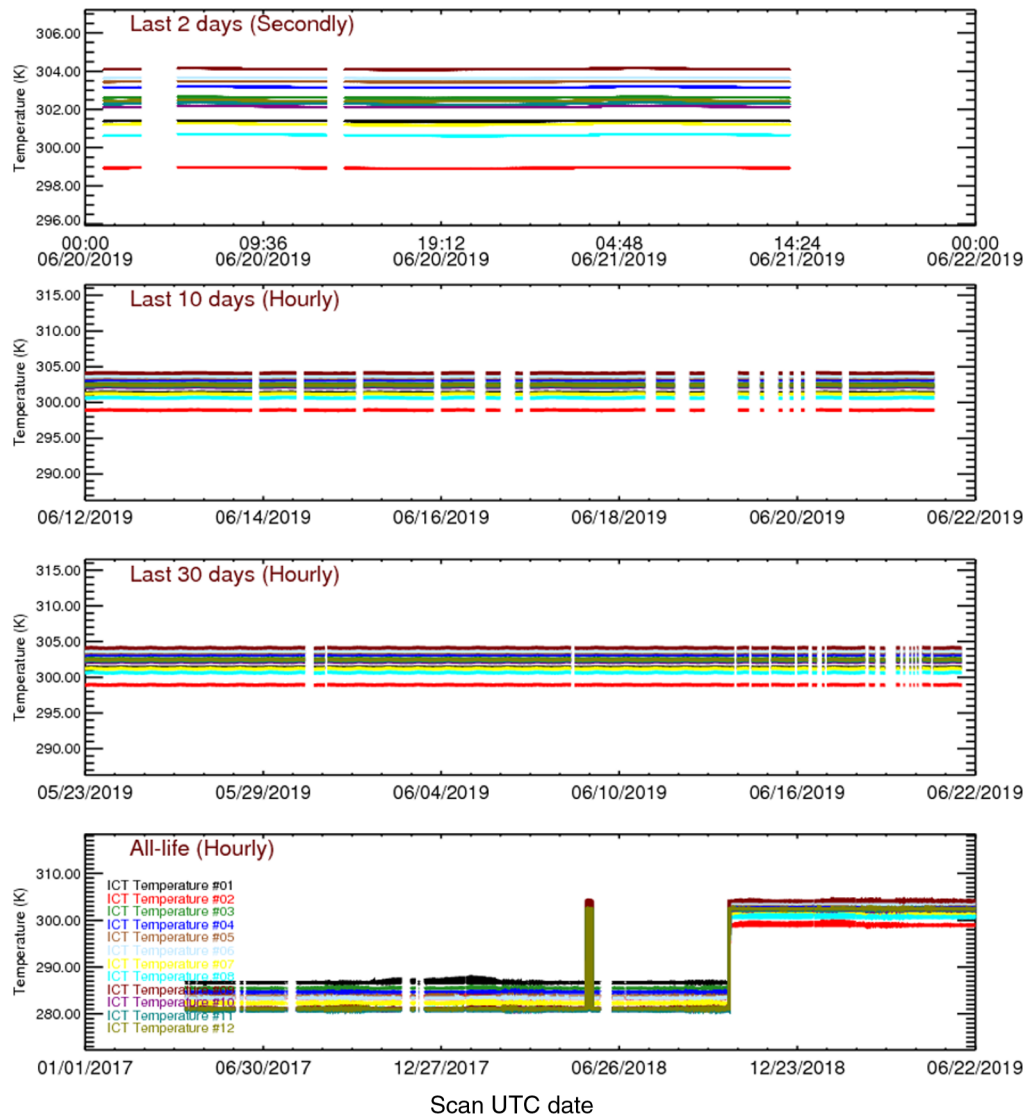 Last 2 days (Secondly)
306.00
304.00
302.00
300.00
298.00
296.00
Temperature (K)
00:00 09:36 19:12 04:48 14:24 00:00
06/20/2019 06/20/2019 06/20/2019 06/21/2019 06/21/2019 06/22/2019
Last 10 days (Hourly)
315.00
310.00
305.00
300.00
295.00
290.00
Temperature (K)
06/12/2019 06/14/2019 06/16/2019 06/18/2019 06/20/2019 06/22/2019
Last 30 days (Hourly)
315.00
310.00
305.00
300.00
295.00
290.00
Temperature (K)
05/23/2019 05/29/2019 06/04/2019 06/10/2019 06/16/2019 06/22/2019
All-life (Hourly)
310.00
300.00
290.00
280.00
Temperature (K)
ICT Temperature #01
ICT Temperature #02
ICT Temperature #03
ICT Temperature #04
ICT Temperature #05
ICT Temperature #06
ICT Temperature #07
ICT Temperature #08
ICT Temperature #09
ICT Temperature #10
ICT Temperature #11
ICT Temperature #12
01/01/2017 06/30/2017 12/27/2017 06/26/2018 12/23/2018 06/22/2019
Scan UTC date